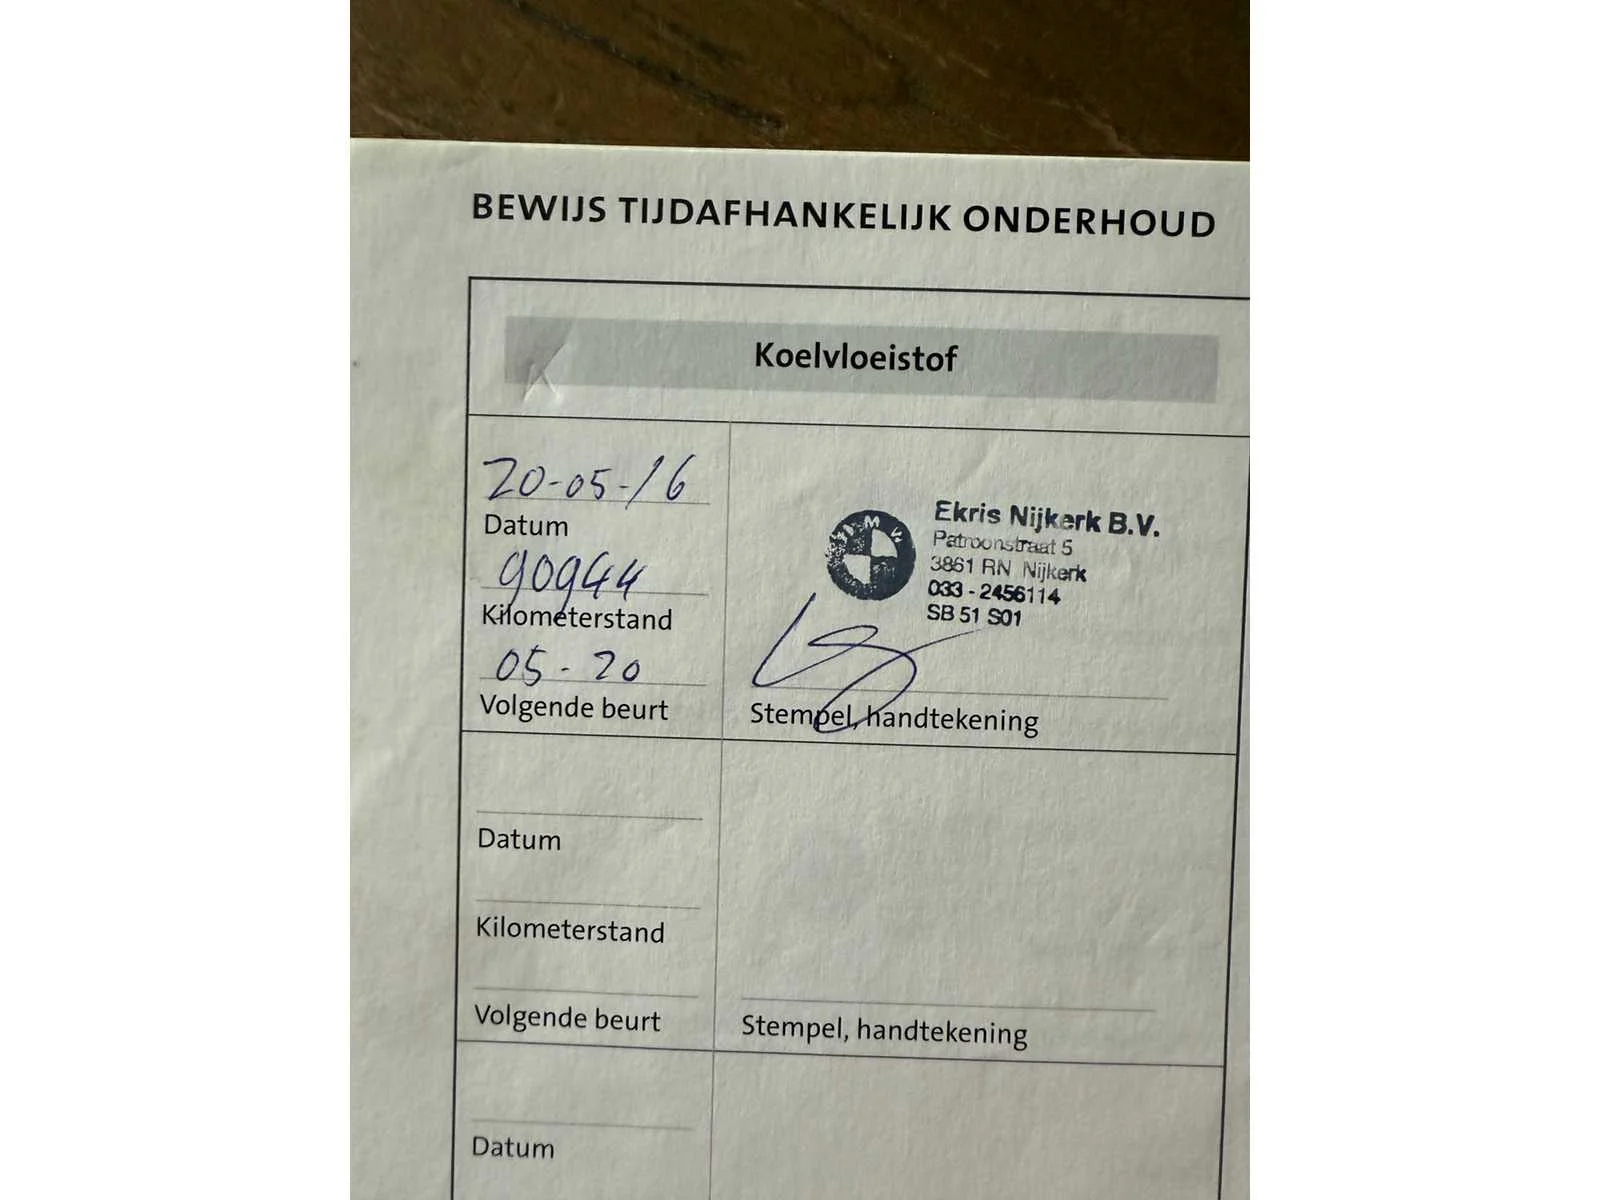 BEWIJS TIJDAFHANKELIJK ONDERHOUD
Koelvloeistof
20-05-16
Datum
90944
Kilometerstand
05-20
Volgende beurt
BMW
Ekris Nijkerk B.V.
Patroonstraat 5
3861 RN Nijkerk
033-2456114
SB 51 S01
Stempel, handtekening
Datum
Kilometerstand
Volgende beurt
Stempel, handtekening
Datum